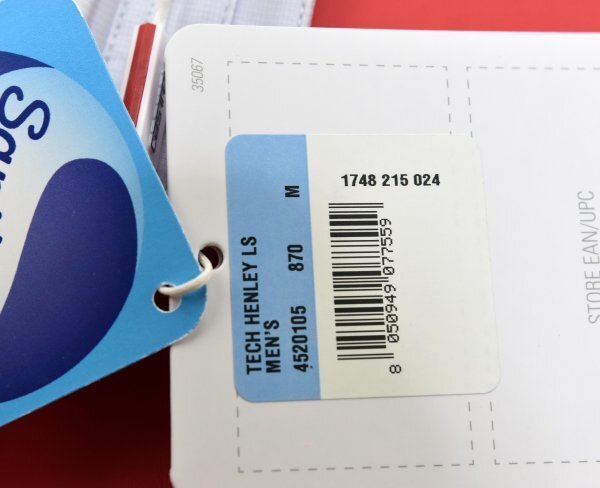 35067
1748 215 024
TECH HENLEY LS
MEN'S
4520105 870 M
8 050949 077559
STORE EAN/UPC